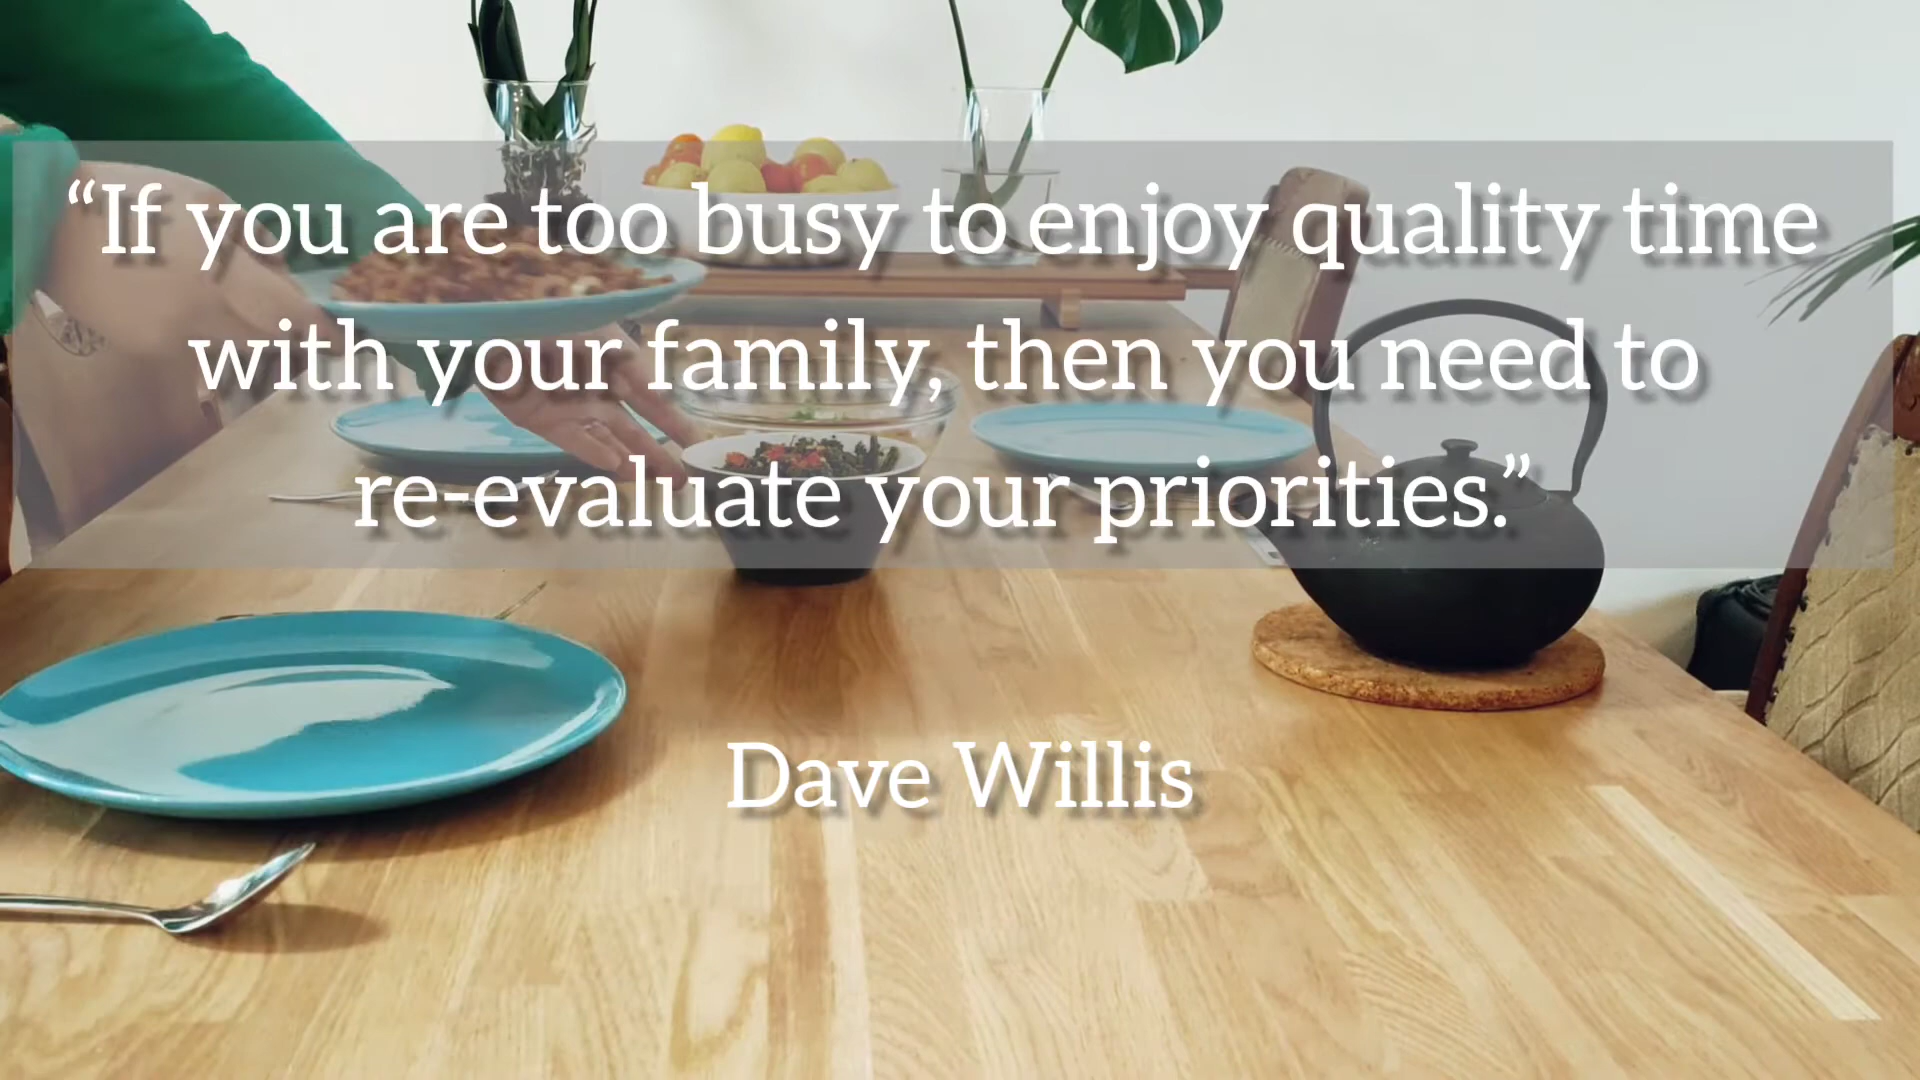 “If you are too busy to enjoy quality time
with your family, then you need to
re-evaluate your priorities.”
Dave Willis